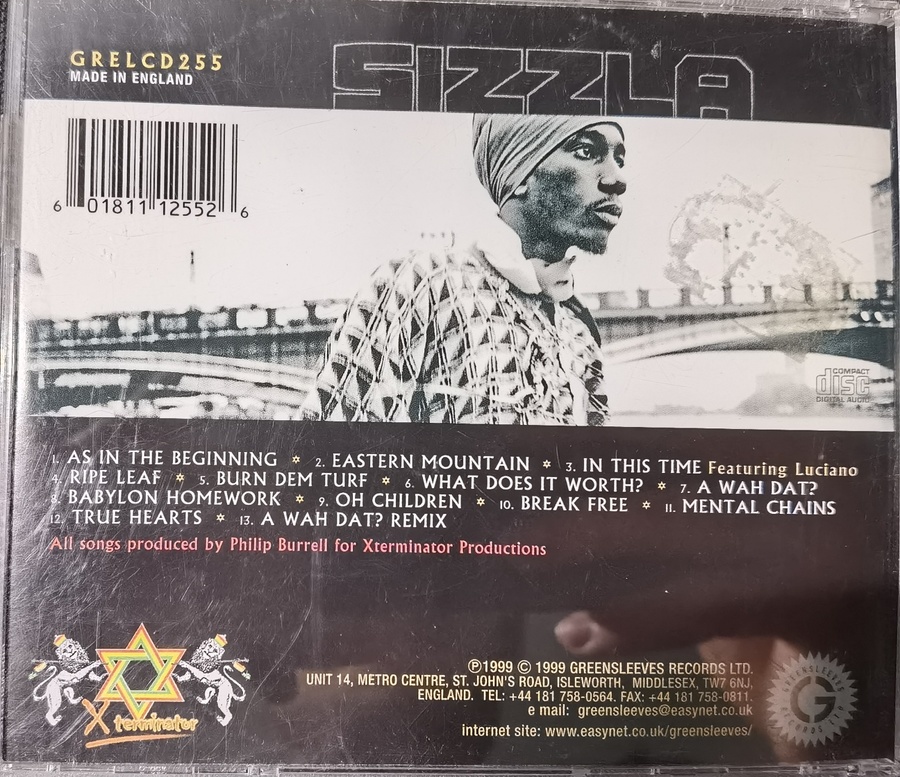 GRELCD255
MADE IN ENGLAND
SIZZLA
6 01811 12552 6
COMPACT
disc
DIGITAL AUDIO
1. AS IN THE BEGINNING ✶ 2. EASTERN MOUNTAIN ✶ 3. IN THIS TIME Featuring Luciano
4. RIPE LEAF ✶ 5. BURN DEM TURF ✶ 6. WHAT DOES IT WORTH? ✶ 7. A WAH DAT?
8. BABYLON HOMEWORK ✶ 9. OH CHILDREN ✶ 10. BREAK FREE ✶ 11. MENTAL CHAINS
12. TRUE HEARTS ✶ 13. A WAH DAT? REMIX
All songs produced by Philip Burrell for Xterminator Productions
Xterminator
℗1999 © 1999 GREENSLEEVES RECORDS LTD.
UNIT 14, METRO CENTRE, ST. JOHN'S ROAD, ISLEWORTH, MIDDLESEX, TW7 6NJ,
ENGLAND. TEL: +44 181 758-0564. FAX: +44 181 758-0811.
e mail: greensleeves@easynet.co.uk
internet site: www.easynet.co.uk/greensleeves/
GREENSLEEVES
G
RECORDS